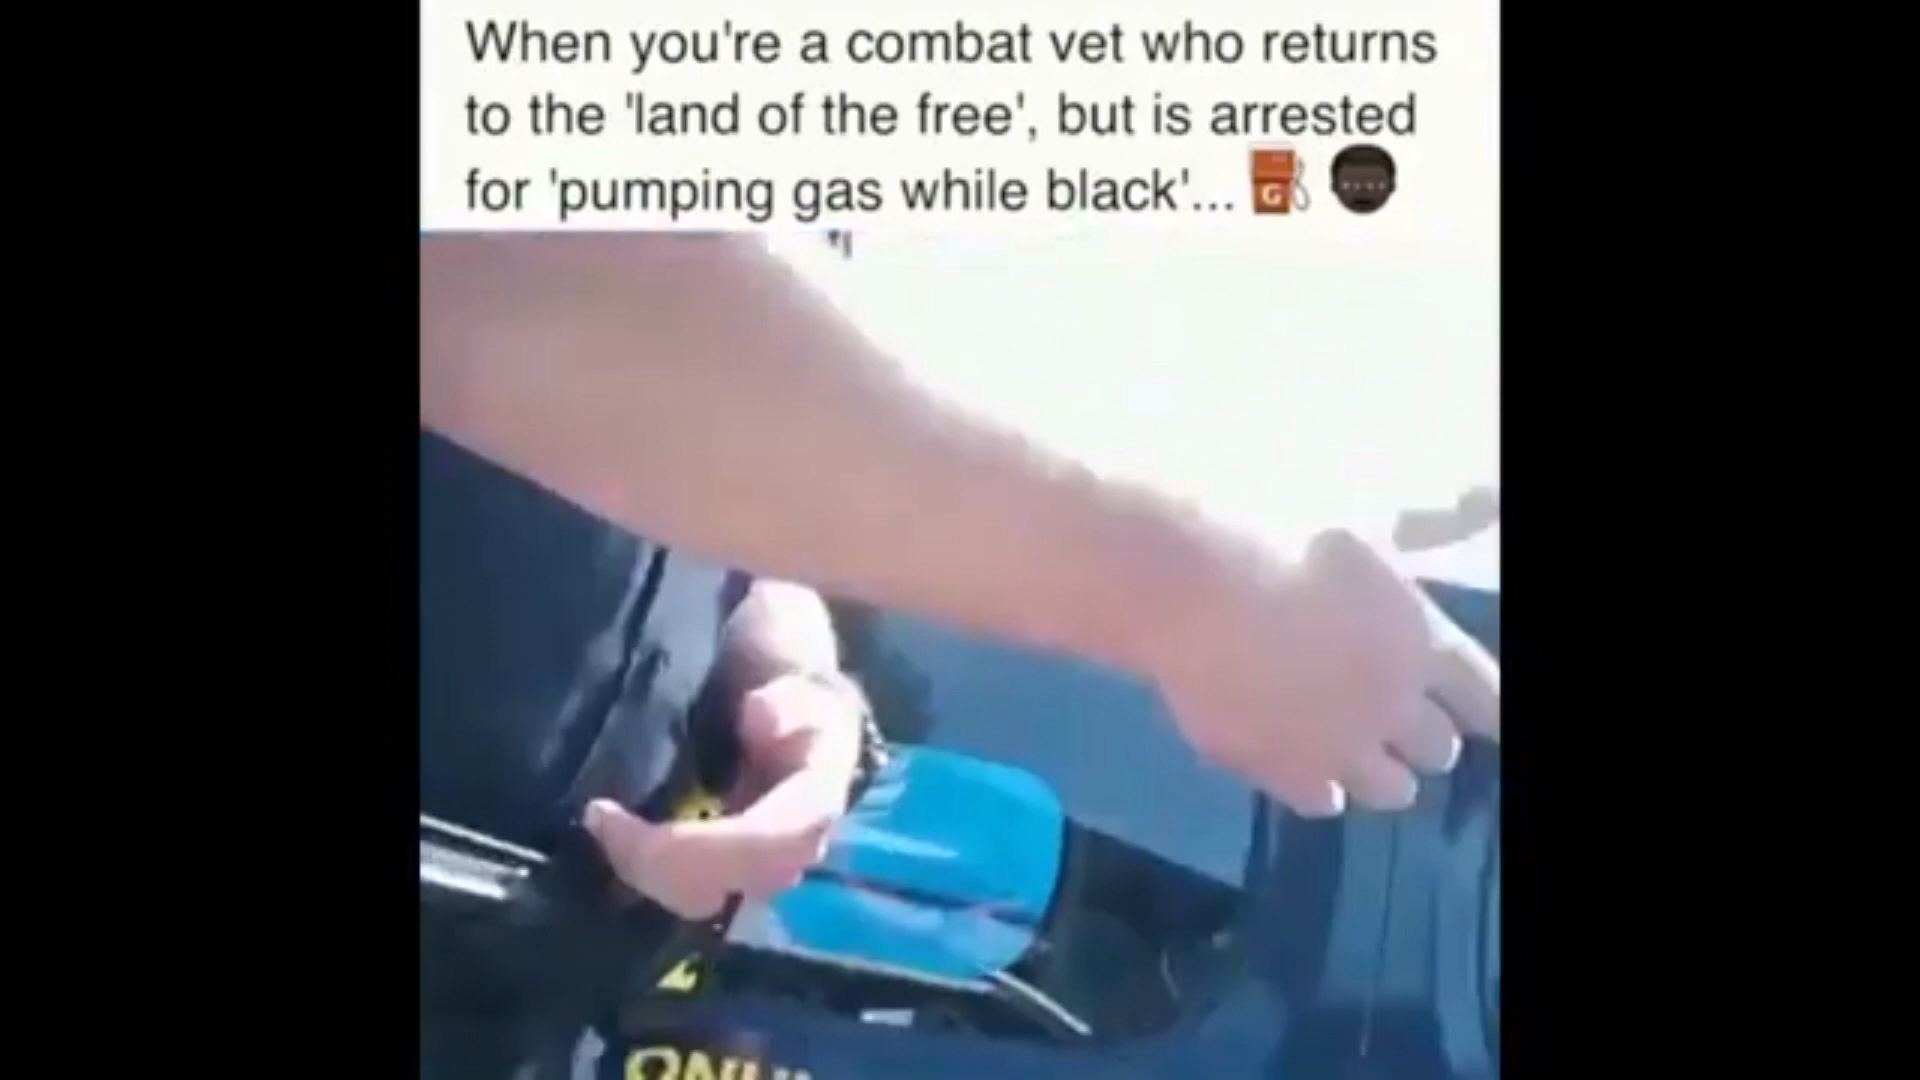 When you're a combat vet who returns
to the 'land of the free', but is arrested
for 'pumping gas while black'...